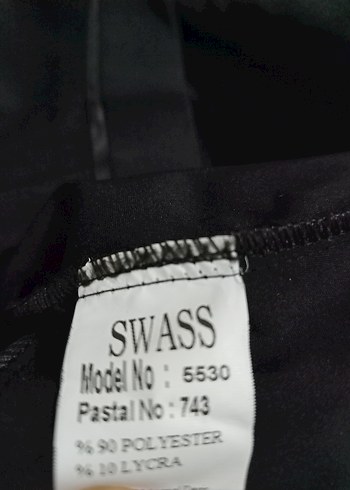 SWASS
Model No : 5530
Pastal No : 743
% 90 POLYESTER
% 10 LYCRA